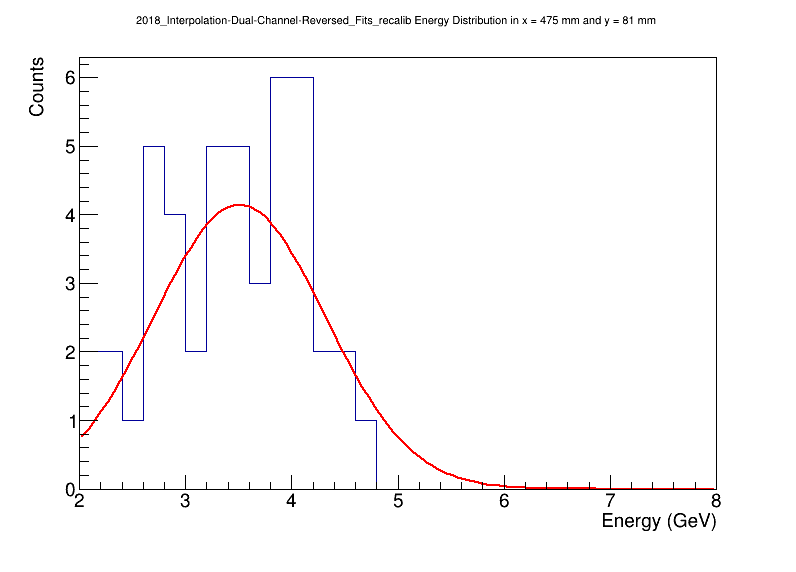 2018_Interpolation-Dual-Channel-Reversed_Fits_recalib Energy Distribution in x = 475 mm and y = 81 mm
Counts
6
5
4
3
2
1
0
2 3 4 5 6 7 8
Energy (GeV)